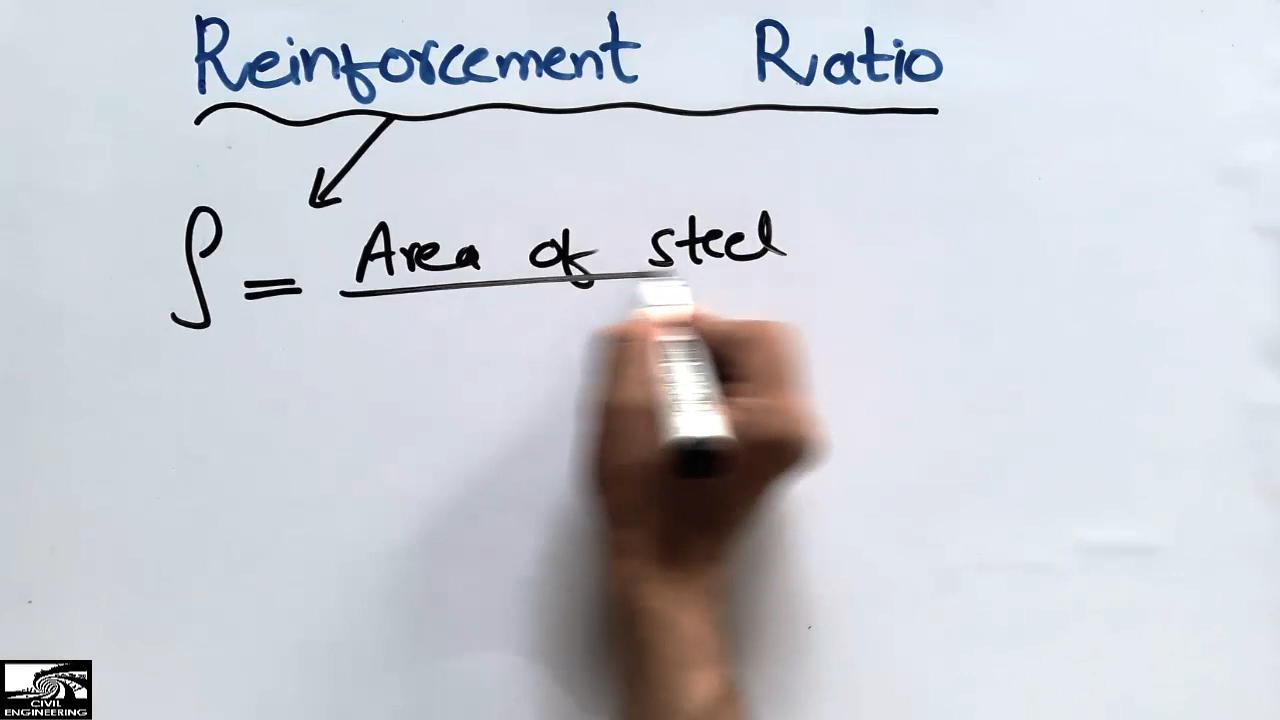 Reinforcement Ratio
ρ = Area of steel
CIVIL
ENGINEERING